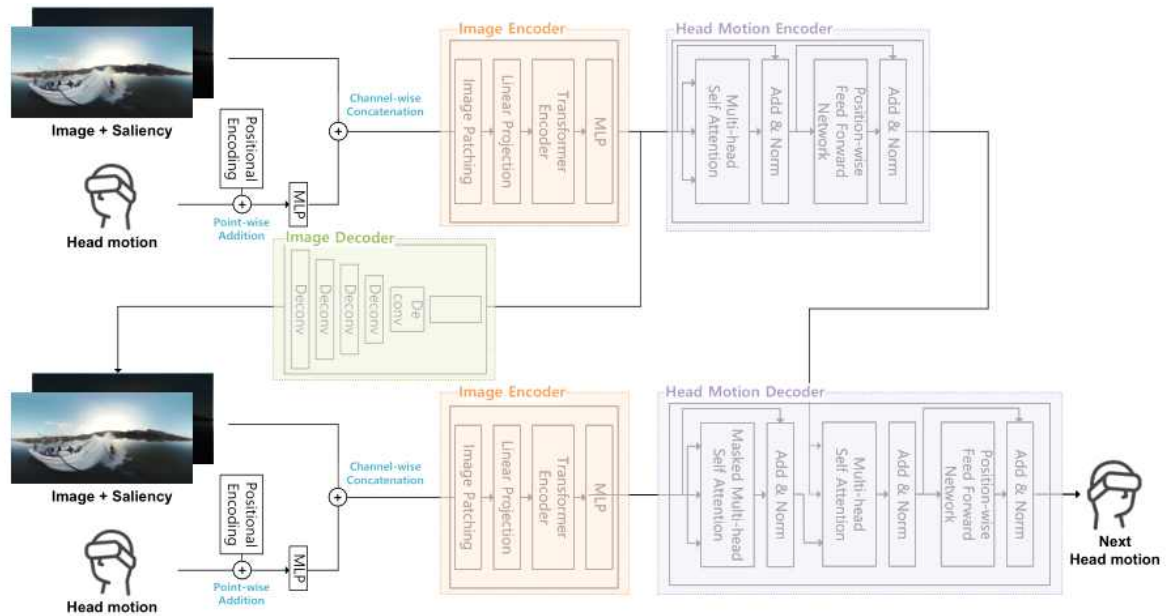 Image Encoder
Head Motion Encoder
Image + Saliency
Channel-wise
Concatenation
Positional
Encoding
MLP
Point-wise
Addition
Head motion
Image Patching
Linear Projection
Transformer
Encoder
MLP
Multi-head
Self Attention
Add & Norm
Position-wise
Feed Forward
Network
Add & Norm
Image Decoder
Deconv
Deconv
Deconv
Deconv
De
conv
Image Encoder
Head Motion Decoder
Image + Saliency
Channel-wise
Concatenation
Positional
Encoding
MLP
Point-wise
Addition
Head motion
Image Patching
Linear Projection
Transformer
Encoder
MLP
Masked Multi-head
Self Attention
Add & Norm
Multi-head
Self Attention
Add & Norm
Position-wise
Feed Forward
Network
Add & Norm
Next
Head motion